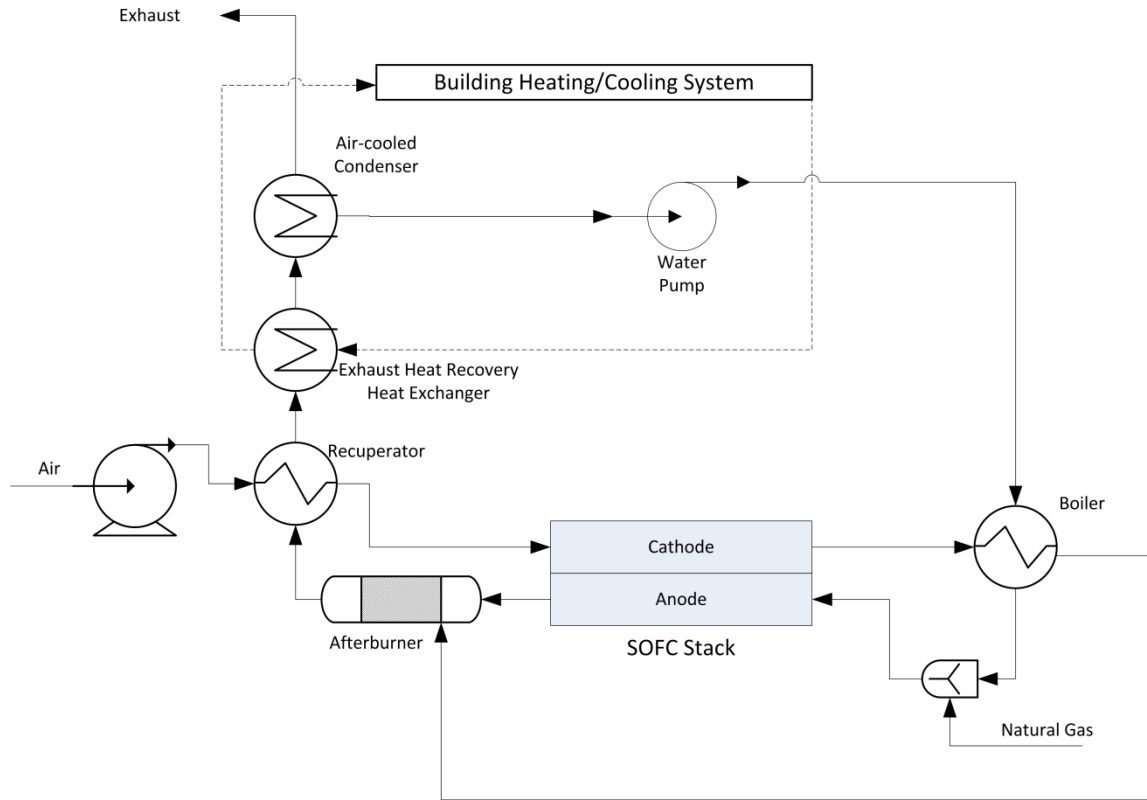 Exhaust
Building Heating/Cooling System
Air-cooled
Condenser
Water
Pump
Exhaust Heat Recovery
Heat Exchanger
Recuperator
Air
Boiler
Cathode
Anode
Afterburner
SOFC Stack
Natural Gas